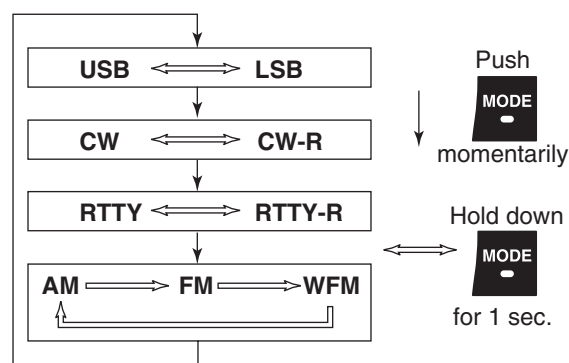 USB LSB
CW CW-R
RTTY RTTY-R
AM FM WFM
Push
MODE
momentarily
Hold down
MODE
for 1 sec.